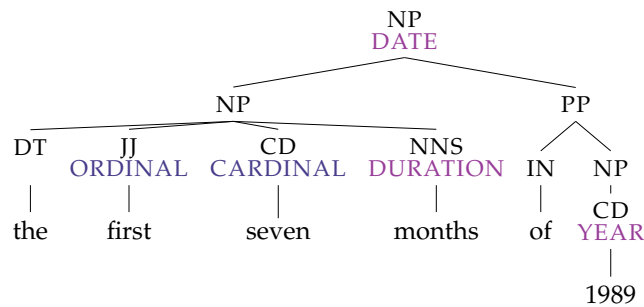 NP
DATE
NP PP
DT JJ CD NNS IN NP
ORDINAL CARDINAL DURATION
CD
YEAR
the first seven months of
1989